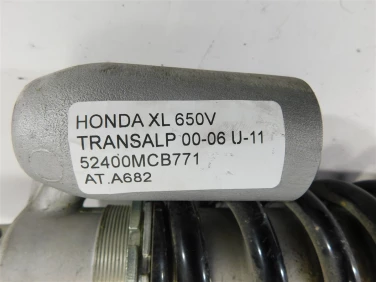 HONDA XL 650V
TRANSALP 00-06 U-11
52400MCB771
AT.A682